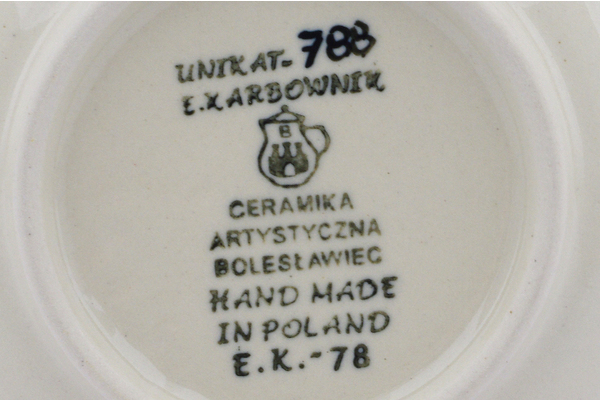 UNIKAT-788
E.KARBOWNIK
B
CERAMIKA
ARTYSTYCZNA
BOLESŁAWIEC
HAND MADE
IN POLAND
E.K.-78